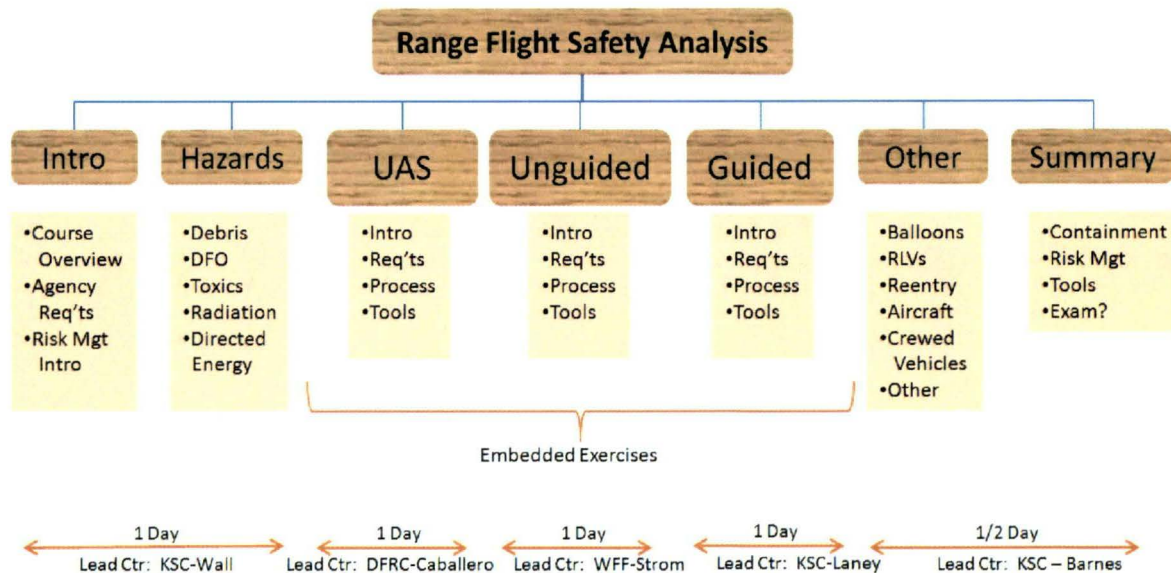 Range Flight Safety Analysis
Intro
•Course
Overview
•Agency
Req'ts
•Risk Mgt
Intro
Hazards
•Debris
•DFO
•Toxics
•Radiation
•Directed
Energy
UAS
•Intro
•Req'ts
•Process
•Tools
Unguided
•Intro
•Req'ts
•Process
•Tools
Guided
•Intro
•Req'ts
•Process
•Tools
Other
•Balloons
•RLVs
•Reentry
•Aircraft
•Crewed
Vehicles
•Other
Summary
•Containment
•Risk Mgt
•Tools
•Exam?
Embedded Exercises
1 Day
Lead Ctr: KSC-Wall
1 Day
Lead Ctr: DFRC-Caballero
1 Day
Lead Ctr: WFF-Strom
1 Day
Lead Ctr: KSC-Laney
1/2 Day
Lead Ctr: KSC – Barnes